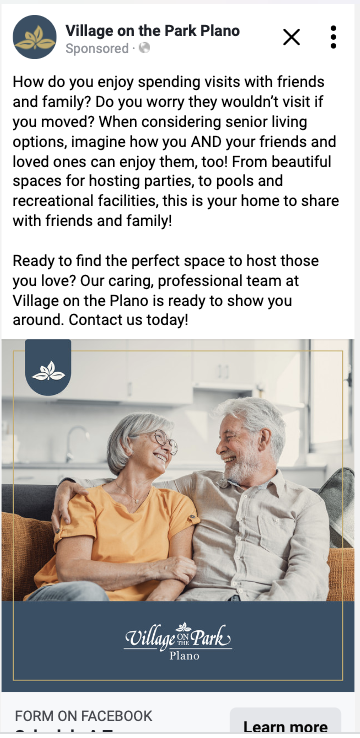 Village on the Park Plano
Sponsored ·
How do you enjoy spending visits with friends
and family? Do you worry they wouldn't visit if
you moved? When considering senior living
options, imagine how you AND your friends and
loved ones can enjoy them, too! From beautiful
spaces for hosting parties, to pools and
recreational facilities, this is your home to share
with friends and family!
Ready to find the perfect space to host those
you love? Our caring, professional team at
Village on the Plano is ready to show you
around. Contact us today!
Village ON THE Park
Plano
FORM ON FACEBOOK
Learn more